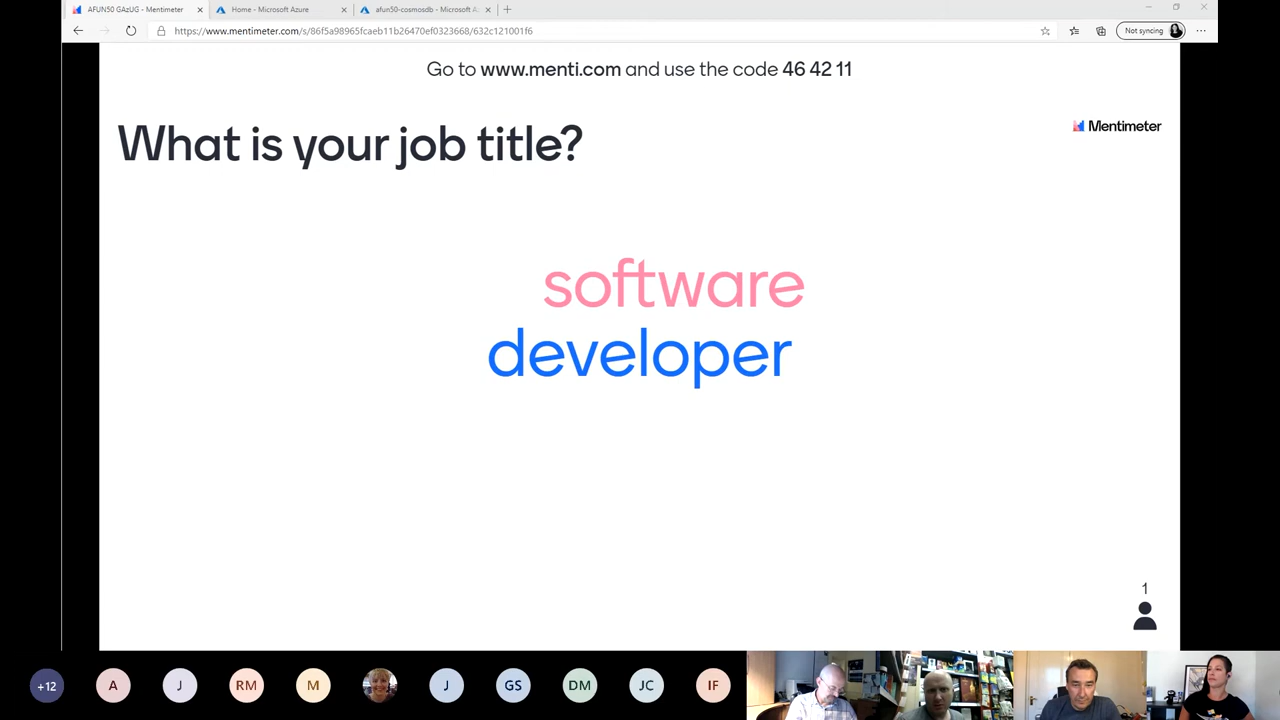 AFUN50 GAzUG - Mentimeter
Home - Microsoft Azure
afun50-cosmosdb - Microsoft A
https://www.mentimeter.com/s/86f5a98965fcaeb11b26470ef0323668/632c121001f6
Not syncing
Go to www.menti.com and use the code 46 42 11
What is your job title?
Mentimeter
software
developer
1
+12
A
J
RM
M
J
GS
DM
JC
IF